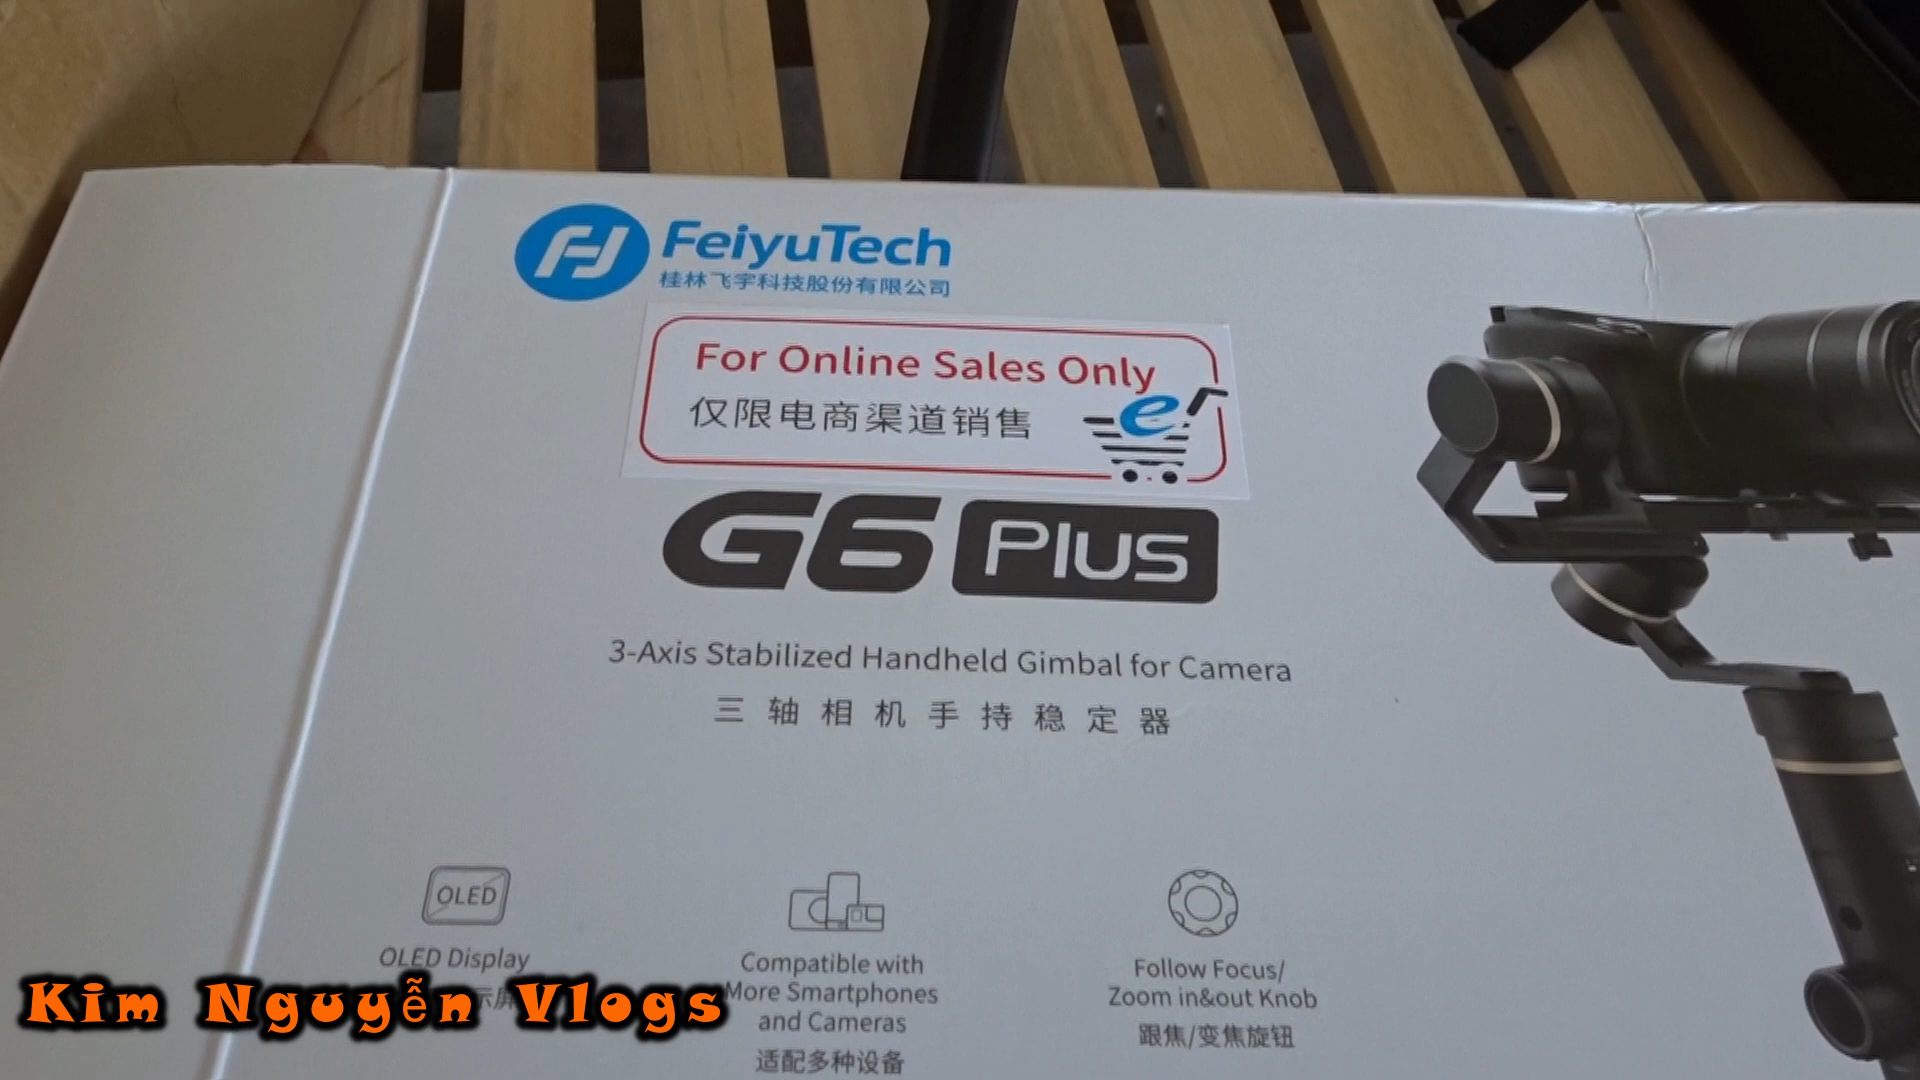 FeiyuTech
桂林飞宇科技股份有限公司
For Online Sales Only
仅限电商渠道销售
e
G6 Plus
3-Axis Stabilized Handheld Gimbal for Camera
三轴相机手持稳定器
OLED
OLED Display
示屏
Compatible with
More Smartphones
and Cameras
适配多种设备
Follow Focus/
Zoom in&out Knob
跟焦/变焦旋钮
Kim Nguyễn Vlogs